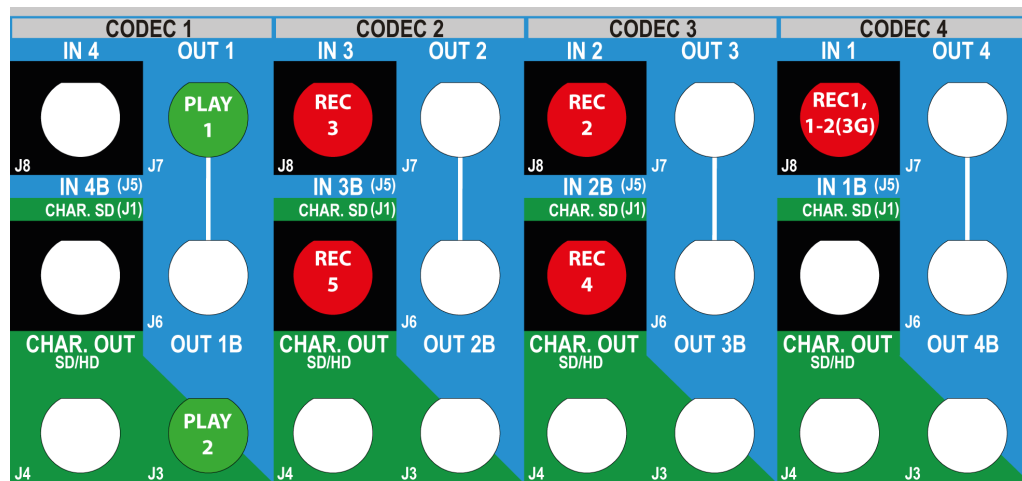 CODEC 1 CODEC 2 CODEC 3 CODEC 4
IN 4 OUT 1 IN 3 OUT 2 IN 2 OUT 3 IN 1 OUT 4
PLAY
1
REC
3
REC
2
REC1,
1-2(3G)
J8 J7 J8 J7 J8 J7 J8 J7
IN 4B (J5) IN 3B (J5) IN 2B (J5) IN 1B (J5)
CHAR. SD (J1) CHAR. SD (J1) CHAR. SD (J1) CHAR. SD (J1)
REC
5
REC
4
J6 J6 J6 J6
CHAR. OUT OUT 1B CHAR. OUT OUT 2B CHAR. OUT OUT 3B CHAR. OUT OUT 4B
SD/HD SD/HD SD/HD SD/HD
PLAY
2
J4 J3 J4 J3 J4 J3 J4 J3